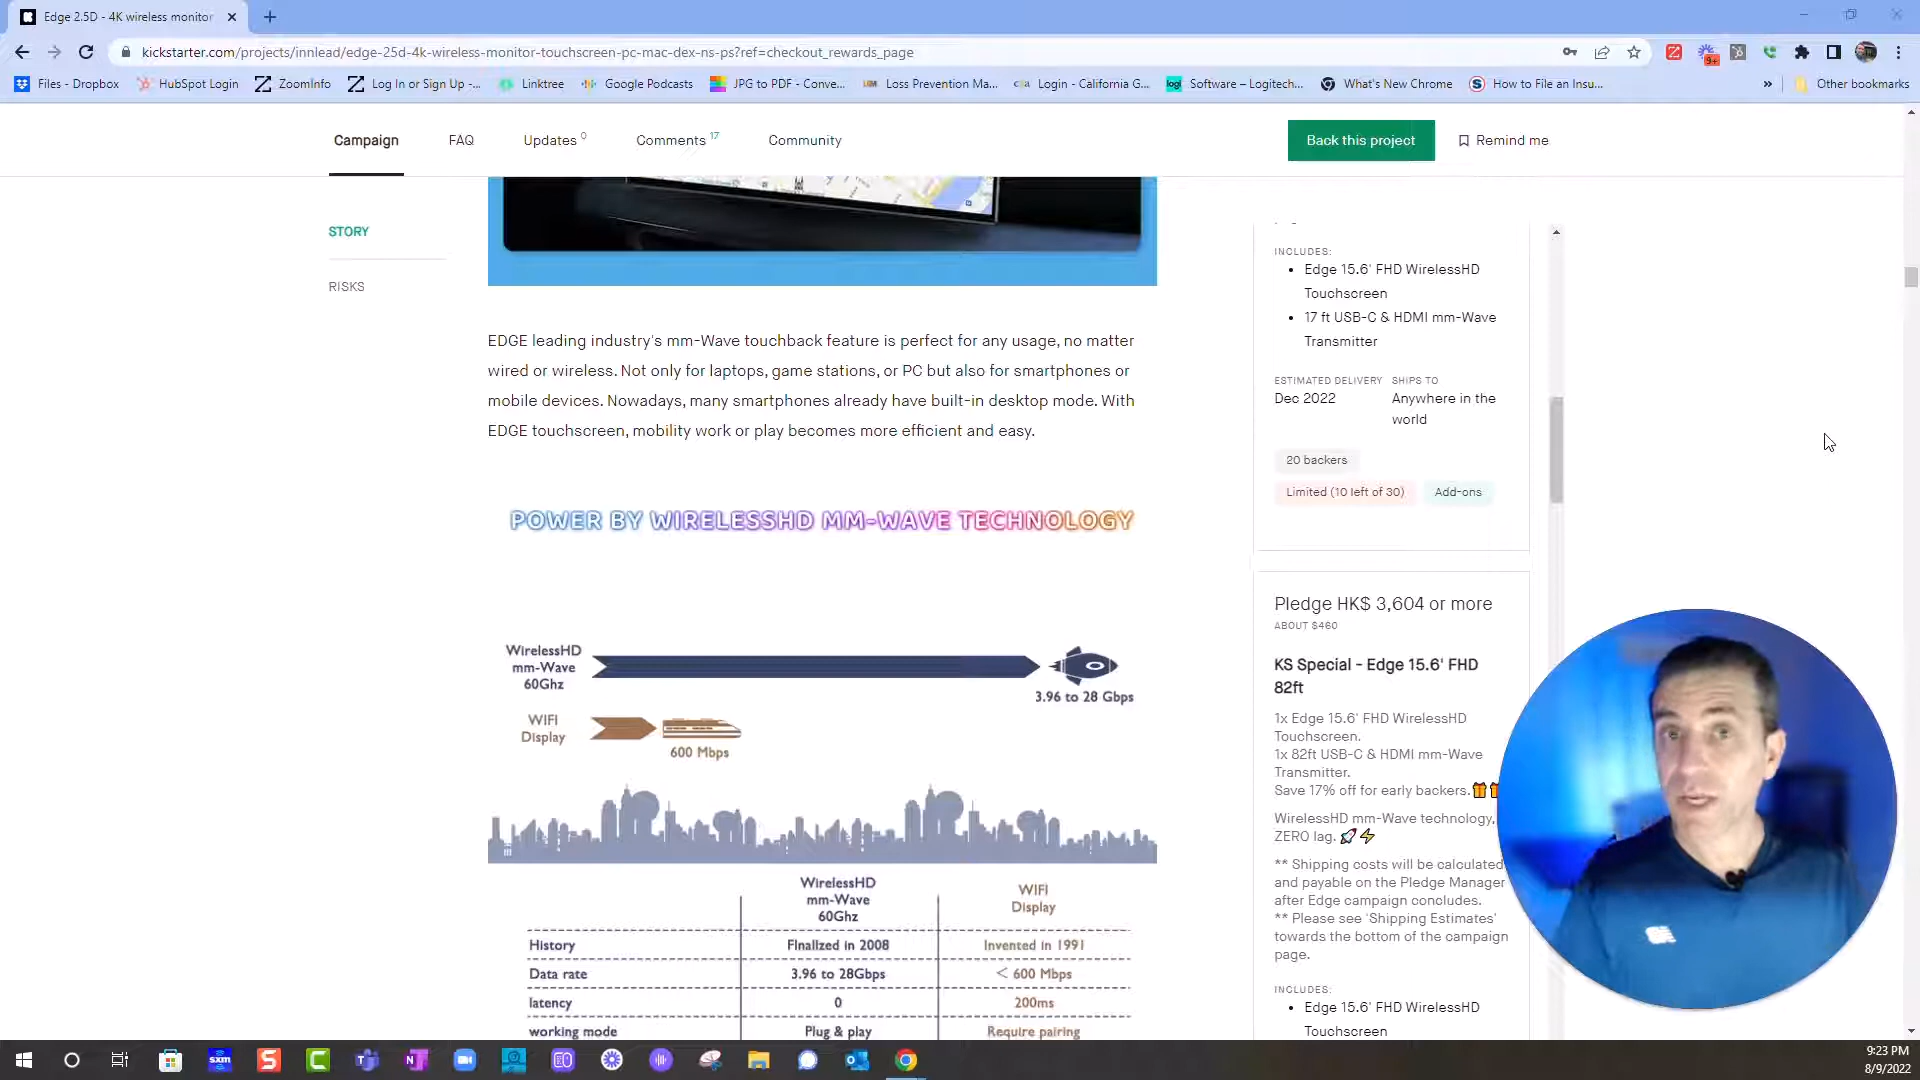 Edge 2.5D - 4K wireless monitor
kickstarter.com/projects/innlead/edge-25d-4k-wireless-monitor-touchscreen-pc-mac-dex-ns-ps?ref=checkout_rewards_page
9+
Files - Dropbox
HubSpot Login
ZoomInfo
Log In or Sign Up -...
Linktree
Google Podcasts
JPG to PDF - Conve...
Loss Prevention Ma...
Login - California G...
Software – Logitech...
What's New Chrome
How to File an Insu...
»
Other bookmarks
Campaign
FAQ
Updates 0
Comments 17
Community
Back this project
Remind me
STORY
RISKS
EDGE leading industry's mm-Wave touchback feature is perfect for any usage, no matter
wired or wireless. Not only for laptops, game stations, or PC but also for smartphones or
mobile devices. Nowadays, many smartphones already have built-in desktop mode. With
EDGE touchscreen, mobility work or play becomes more efficient and easy.
POWER BY WIRELESSHD MM-WAVE TECHNOLOGY
WirelessHD
mm-Wave
60Ghz
3.96 to 28 Gbps
WIFI
Display
600 Mbps
WirelessHD
mm-Wave
60Ghz
WIFI
Display
History Finalized in 2008 Invented in 1991
Data rate 3.96 to 28Gbps < 600 Mbps
latency 0 200ms
working mode Plug & play Require pairing
INCLUDES:
• Edge 15.6' FHD WirelessHD
Touchscreen
• 17 ft USB-C & HDMI mm-Wave
Transmitter
ESTIMATED DELIVERY SHIPS TO
Dec 2022 Anywhere in the
world
20 backers
Limited (10 left of 30) Add-ons
Pledge HK$ 3,604 or more
ABOUT $460
KS Special - Edge 15.6' FHD
82ft
1x Edge 15.6' FHD WirelessHD
Touchscreen.
1x 82ft USB-C & HDMI mm-Wave
Transmitter.
Save 17% off for early backers.
WirelessHD mm-Wave technology,
ZERO lag.
** Shipping costs will be calculated
and payable on the Pledge Manager
after Edge campaign concludes.
** Please see 'Shipping Estimates'
towards the bottom of the campaign
page.
INCLUDES:
• Edge 15.6' FHD WirelessHD
Touchscreen
sxm
9:23 PM
8/9/2022